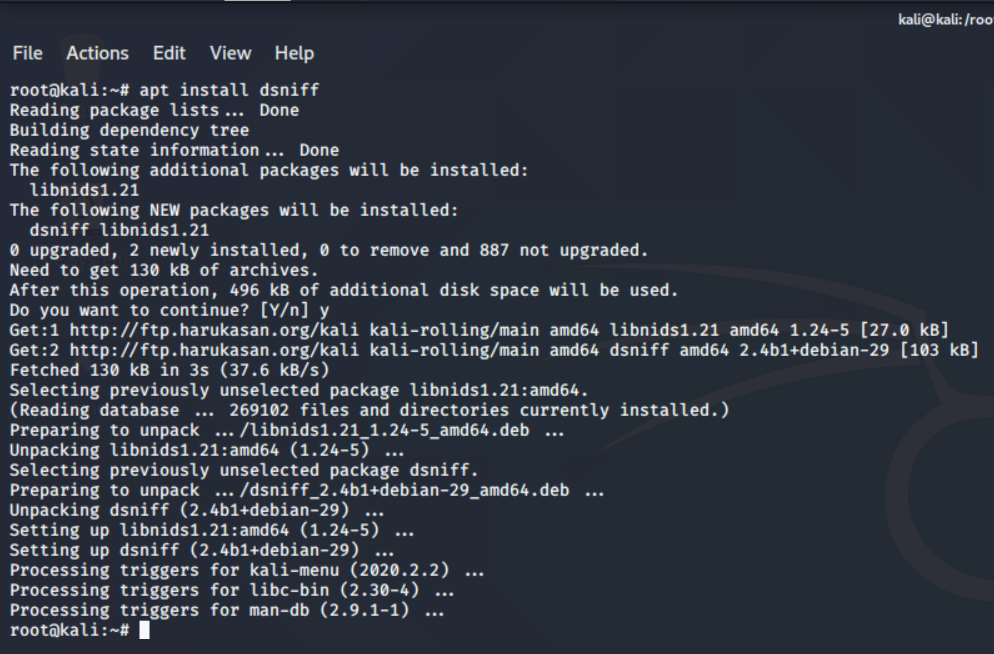 kali@kali: /roo
File Actions Edit View Help
root@kali:~# apt install dsniff
Reading package lists ... Done
Building dependency tree
Reading state information ... Done
The following additional packages will be installed:
  libnids1.21
The following NEW packages will be installed:
  dsniff libnids1.21
0 upgraded, 2 newly installed, 0 to remove and 887 not upgraded.
Need to get 130 kB of archives.
After this operation, 496 kB of additional disk space will be used.
Do you want to continue? [Y/n] y
Get:1 http://ftp.harukasan.org/kali kali-rolling/main amd64 libnids1.21 amd64 1.24-5 [27.0 kB]
Get:2 http://ftp.harukasan.org/kali kali-rolling/main amd64 dsniff amd64 2.4b1+debian-29 [103 kB]
Fetched 130 kB in 3s (37.6 kB/s)
Selecting previously unselected package libnids1.21:amd64.
(Reading database ... 269102 files and directories currently installed.)
Preparing to unpack .../libnids1.21_1.24-5_amd64.deb ...
Unpacking libnids1.21:amd64 (1.24-5) ...
Selecting previously unselected package dsniff.
Preparing to unpack .../dsniff_2.4b1+debian-29_amd64.deb ...
Unpacking dsniff (2.4b1+debian-29) ...
Setting up libnids1.21:amd64 (1.24-5) ...
Setting up dsniff (2.4b1+debian-29) ...
Processing triggers for kali-menu (2020.2.2) ...
Processing triggers for libc-bin (2.30-4) ...
Processing triggers for man-db (2.9.1-1) ...
root@kali:~#